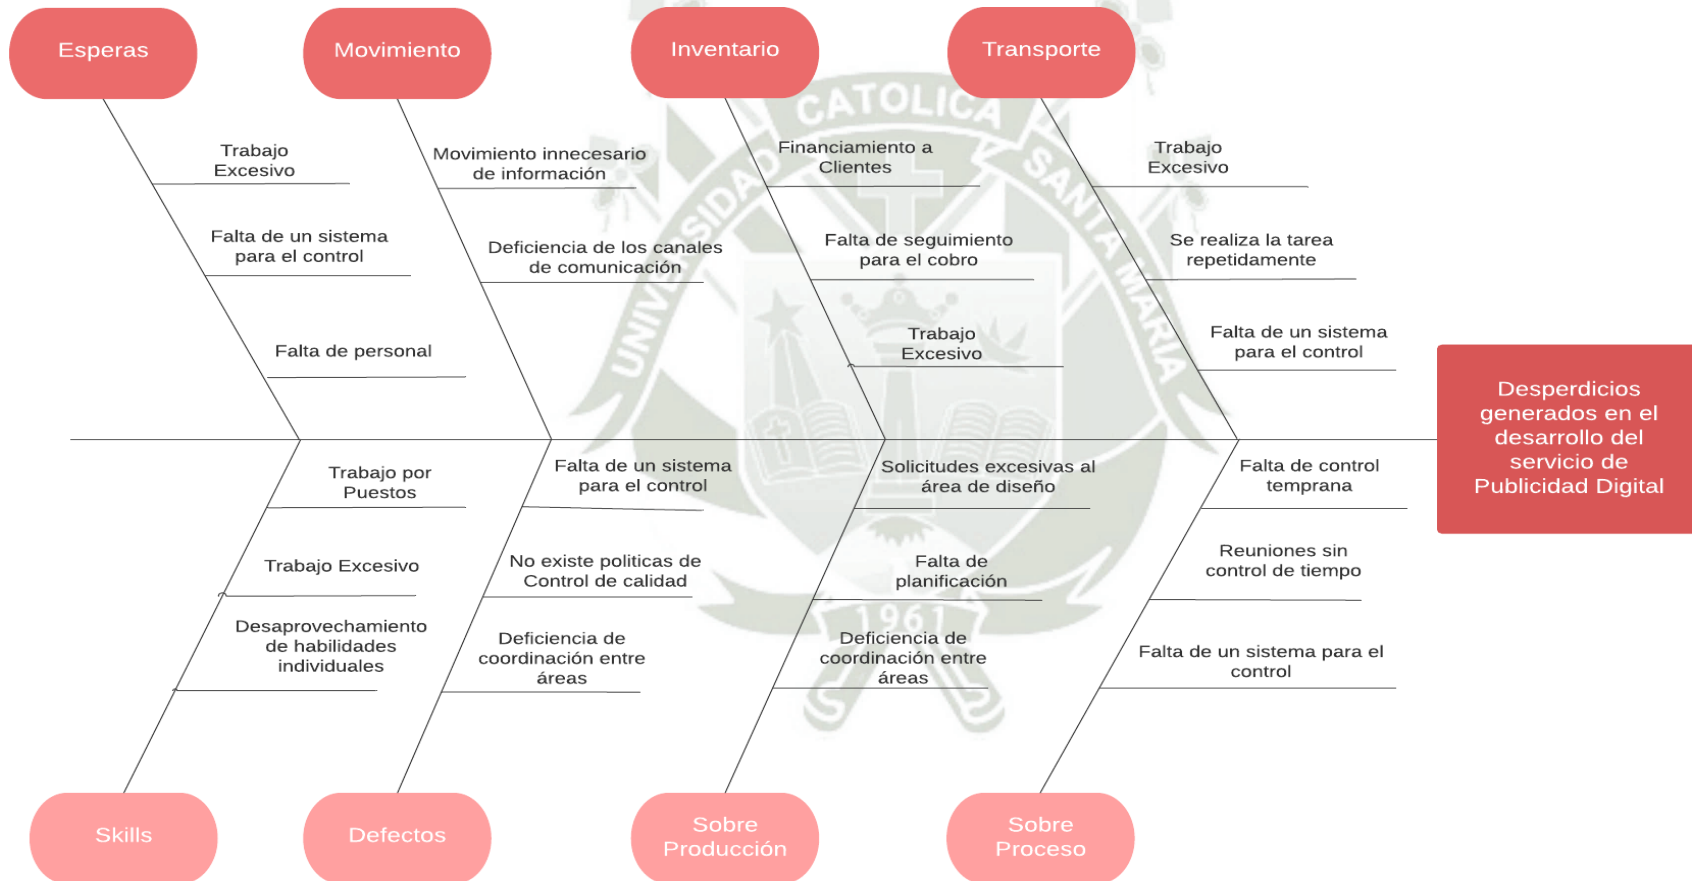 Esperas
Movimiento
Inventario
Transporte
UNIVERSIDAD CATOLICA SANTA MARIA
Trabajo
Excesivo
Falta de un sistema
para el control
Falta de personal
Movimiento innecesario
de información
Deficiencia de los canales
de comunicación
Financiamiento a
Clientes
Falta de seguimiento
para el cobro
Trabajo
Excesivo
Trabajo
Excesivo
Se realiza la tarea
repetidamente
Falta de un sistema
para el control
Desperdicios
generados en el
desarrollo del
servicio de
Publicidad Digital
Trabajo por
Puestos
Trabajo Excesivo
Desaprovechamiento
de habilidades
individuales
Falta de un sistema
para el control
No existe politicas de
Control de calidad
Deficiencia de
coordinación entre
áreas
Solicitudes excesivas al
área de diseño
Falta de
planificación
1961
Deficiencia de
coordinación entre
áreas
Falta de control
temprana
Reuniones sin
control de tiempo
Falta de un sistema para el
control
Skills
Defectos
Sobre
Producción
Sobre
Proceso